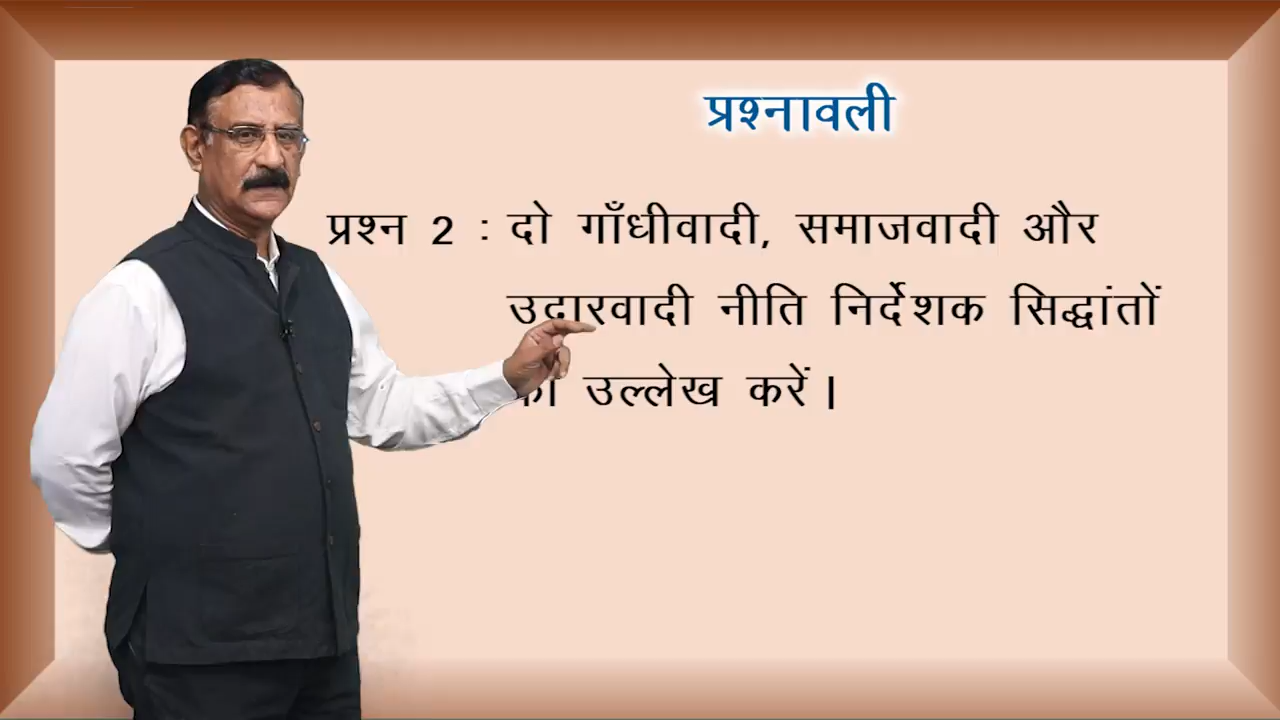 प्रश्नावली
प्रश्न 2 : दो गाँधीवादी, समाजवादी और
उदारवादी नीति निर्देशक सिद्धांतों
उल्लेख करें।